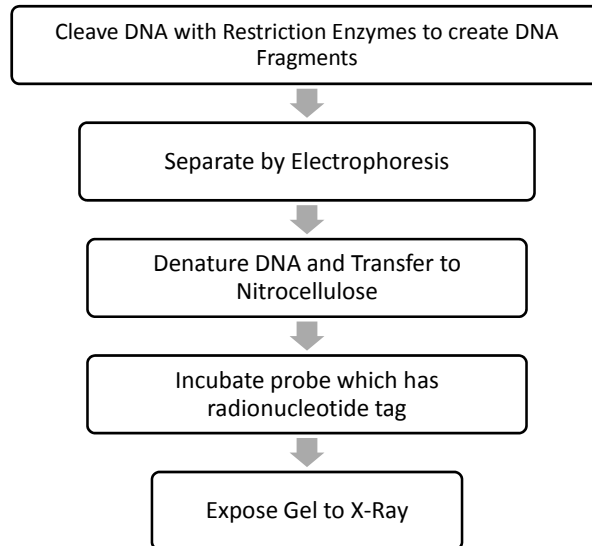 Cleave DNA with Restriction Enzymes to create DNA
Fragments
Separate by Electrophoresis
Denature DNA and Transfer to
Nitrocellulose
Incubate probe which has
radionucleotide tag
Expose Gel to X-Ray